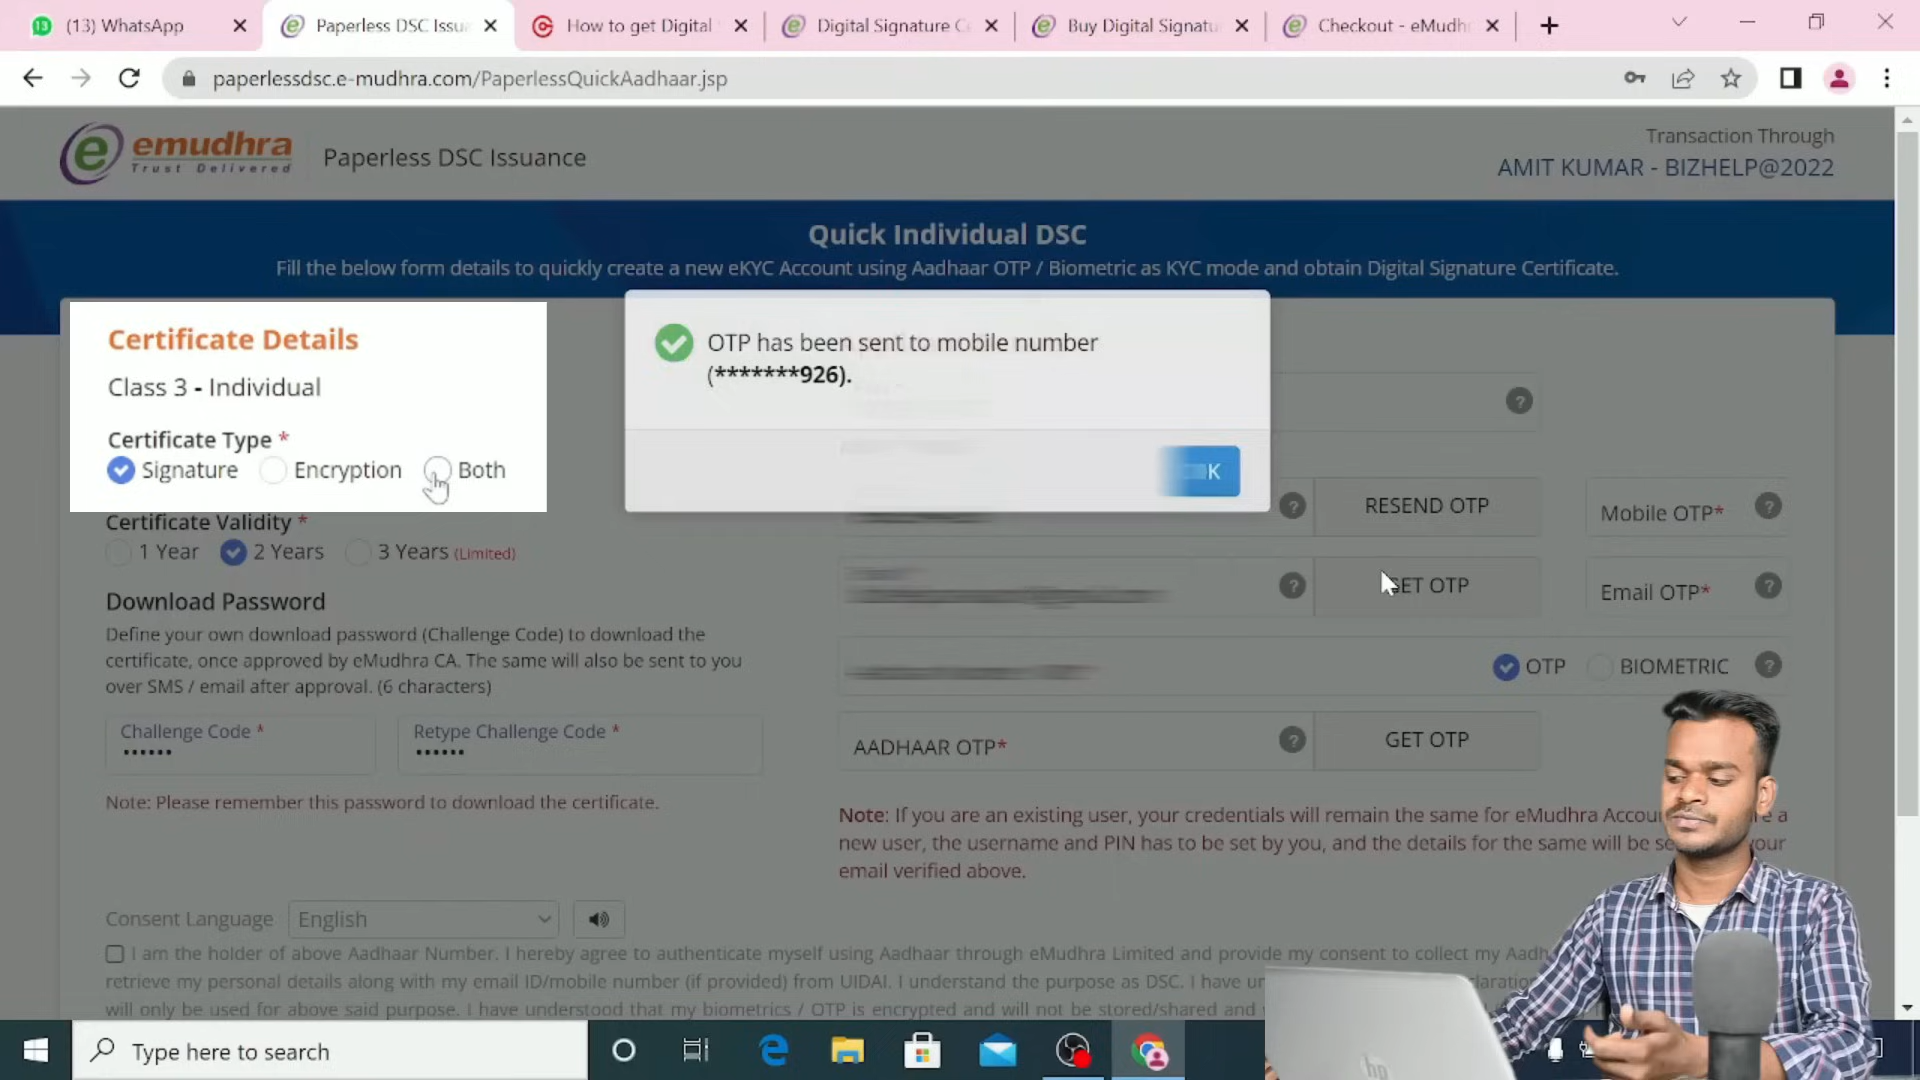 (13) WhatsApp
Paperless DSC Issu
How to get Digital
Digital Signature C
Buy Digital Signatu
Checkout - eMudh
paperlessdsc.e-mudhra.com/PaperlessQuickAadhaar.jsp
emudhra
Trust Delivered
Paperless DSC Issuance
Transaction Through
AMIT KUMAR - BIZHELP@2022
Quick Individual DSC
Fill the below form details to quickly create a new eKYC Account using Aadhaar OTP / Biometric as KYC mode and obtain Digital Signature Certificate.
Certificate Details
Class 3 - Individual
Certificate Type *
Signature Encryption Both
OTP has been sent to mobile number
(*******926).
K
Certificate Validity *
1 Year 2 Years 3 Years (Limited)
Download Password
Define your own download password (Challenge Code) to download the
certificate, once approved by eMudhra CA. The same will also be sent to you
over SMS / email after approval. (6 characters)
Challenge Code *
••••••
Retype Challenge Code *
••••••
Note: Please remember this password to download the certificate.
RESEND OTP
Mobile OTP*
GET OTP
Email OTP*
OTP BIOMETRIC
AADHAAR OTP*
GET OTP
Note: If you are an existing user, your credentials will remain the same for eMudhra a
new user, the username and PIN has to be set by you, and the details for the same will be your
email verified above.
Consent Language English
I am the holder of above Aadhaar Number. I hereby agree to authenticate myself using Aadhaar through eMudhra Limited and provide my consent to collect my
retrieve my personal details along with my email ID/mobile number (if provided) from UIDAI. I understand the purpose as DSC. I have
will only be used for above said purpose. I have understood that my biometrics / OTP is encrypted and will not be stored/shared and
Type here to search
hp